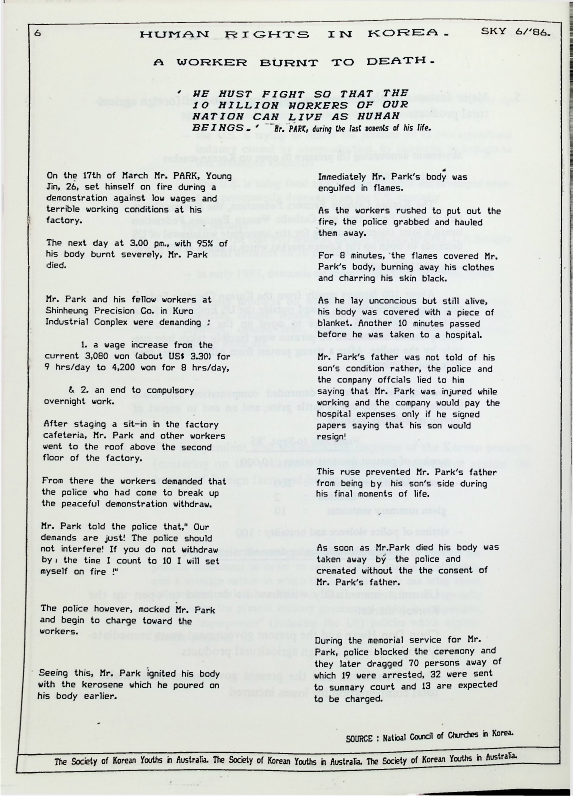 6
HUMAN RIGHTS IN KOREA.
SKY 6/'86.
A WORKER BURNT TO DEATH.
' WE MUST FIGHT SO THAT THE
10 MILLION WORKERS OF OUR
NATION CAN LIVE AS HUMAN
BEINGS.' Mr. PARK, during the last moments of his life.
On the 17th of March Mr. PARK, Young
Jin, 26, set himself on fire during a
demonstration against low wages and
terrible working conditions at his
factory.
The next day at 3.00 pm., with 95% of
his body burnt severely, Mr. Park
died.
Mr. Park and his fellow workers at
Shinheung Precision Co. in Kuro
Industrial Complex were demanding :
1. a wage increase from the
current 3,080 won (about US$ 3.30) for
9 hrs/day to 4,200 won for 8 hrs/day,
& 2. an end to compulsory
overnight work.
After staging a sit-in in the factory
cafeteria, Mr. Park and other workers
went to the roof above the second
floor of the factory.
From there the workers demanded that
the police who had come to break up
the peaceful demonstration withdraw.
Mr. Park told the police that," Our
demands are just! The police should
not interfere! If you do not withdraw
by, the time I count to 10 I will set
myself on fire !"
The police however, mocked Mr. Park
and begin to charge toward the
workers.
Seeing this, Mr. Park ignited his body
with the kerosene which he poured on
his body earlier.
Immediately Mr. Park's body was
engulfed in flames.
As the workers rushed to put out the
fire, the police grabbed and hauled
them away.
For 8 minutes, the flames covered Mr.
Park's body, burning away his clothes
and charring his skin black.
As he lay unconcious but still alive,
his body was covered with a piece of
blanket. Another 10 minutes passed
before he was taken to a hospital.
Mr. Park's father was not told of his
son's condition rather, the police and
the company offcials lied to him
saying that Mr. Park was injured while
working and the company would pay the
hospital expenses only if he signed
papers saying that his son would
resign!
This ruse prevented Mr. Park's father
from being by his son's side during
his final moments of life.
As soon as Mr.Park died his body was
taken away by the police and
cremated without the the consent of
Mr. Park's father.
During the memorial service for Mr.
Park, police blocked the ceremony and
they later dragged 70 persons away of
which 19 were arrested, 32 were sent
to summary court and 13 are expected
to be charged.
SOURCE : Natioal Council of Churches in Korea.
The Society of Korean Youths in Australia. The Society of Korean Youths in Australia. The Society of Korean Youths in Australia.